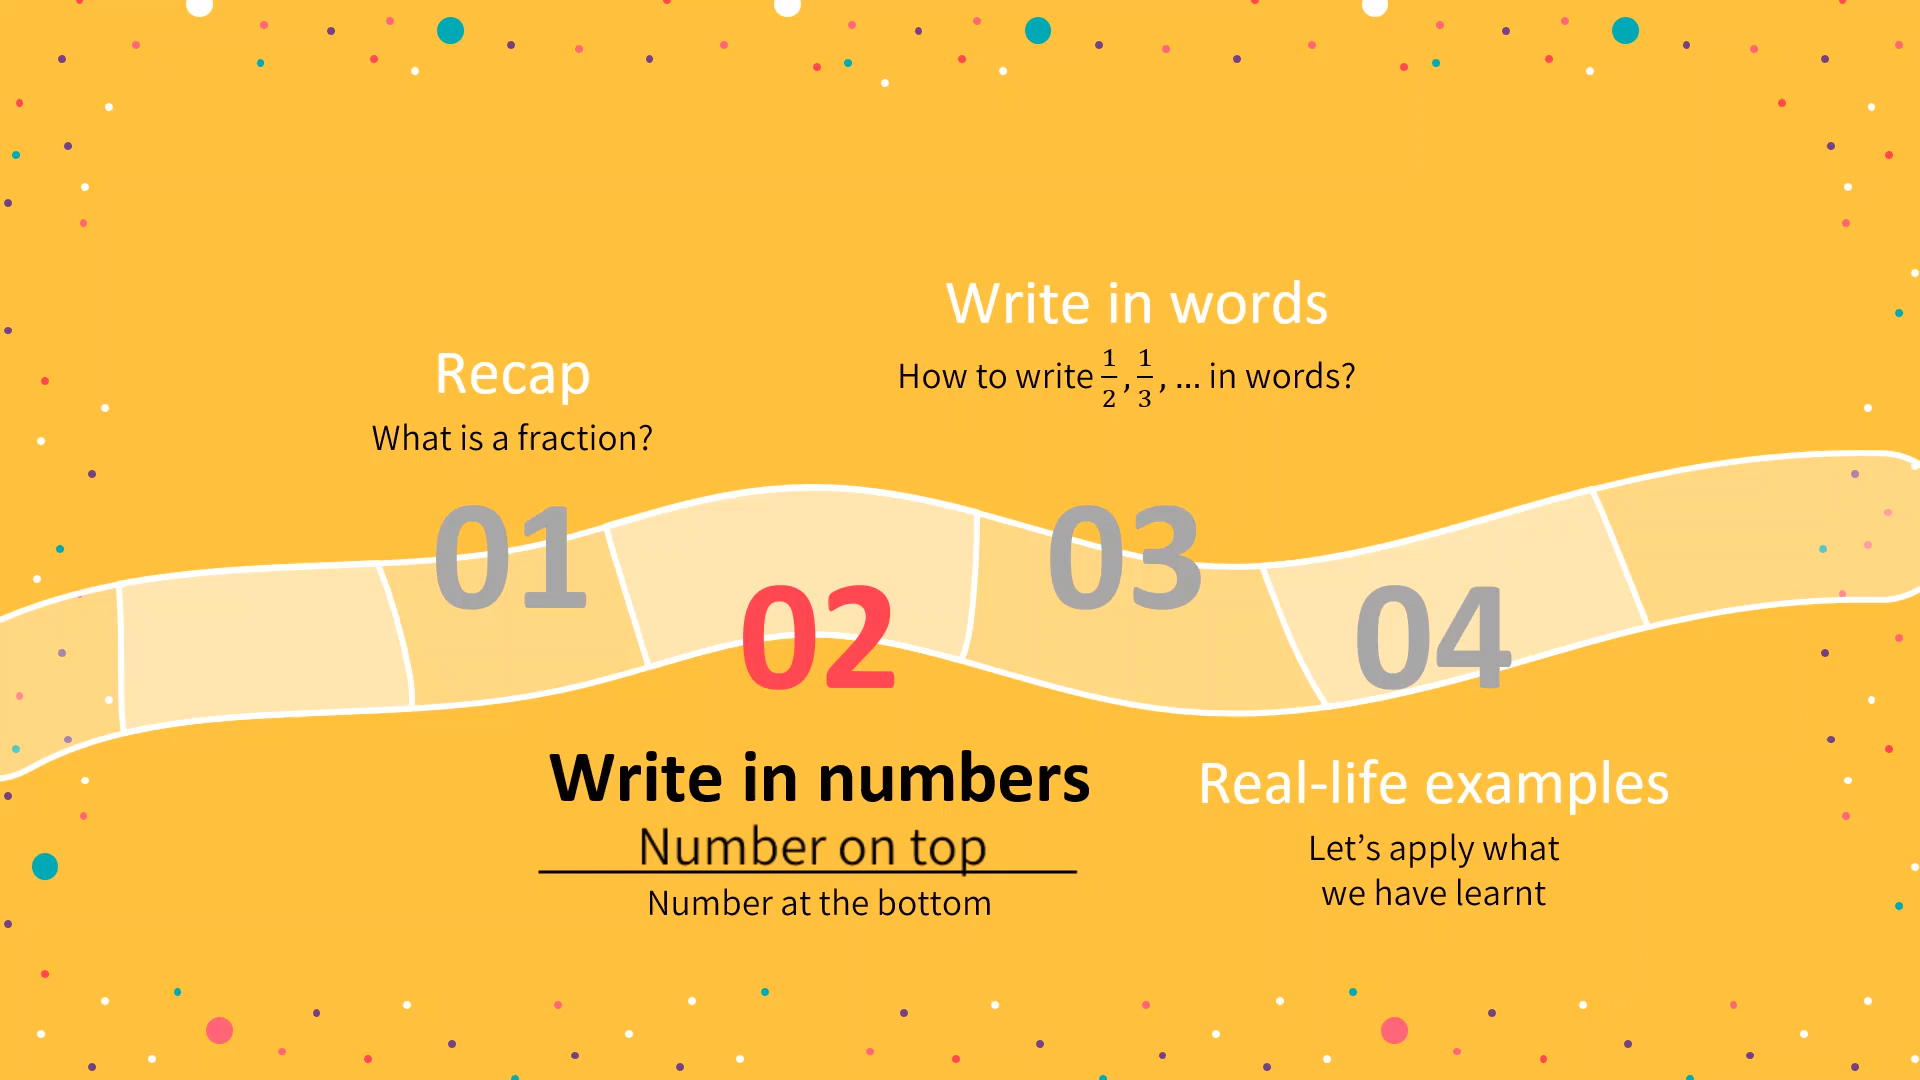 Recap
What is a fraction?
01
Write in numbers
Number on top
Number at the bottom
02
Write in words
How to write 1/2, 1/3, ... in words?
03
Real-life examples
Let’s apply what
we have learnt
04